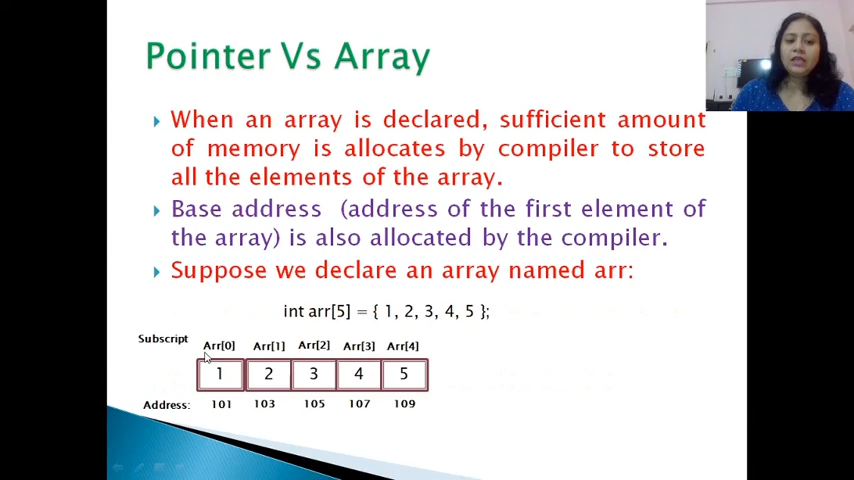 Pointer Vs Array
When an array is declared, sufficient amount
of memory is allocates by compiler to store
all the elements of the array.
Base address (address of the first element of
the array) is also allocated by the compiler.
Suppose we declare an array named arr:
int arr[5] = { 1, 2, 3, 4, 5 };
Subscript Arr[0] Arr[1] Arr[2] Arr[3] Arr[4]
1 2 3 4 5
Address: 101 103 105 107 109